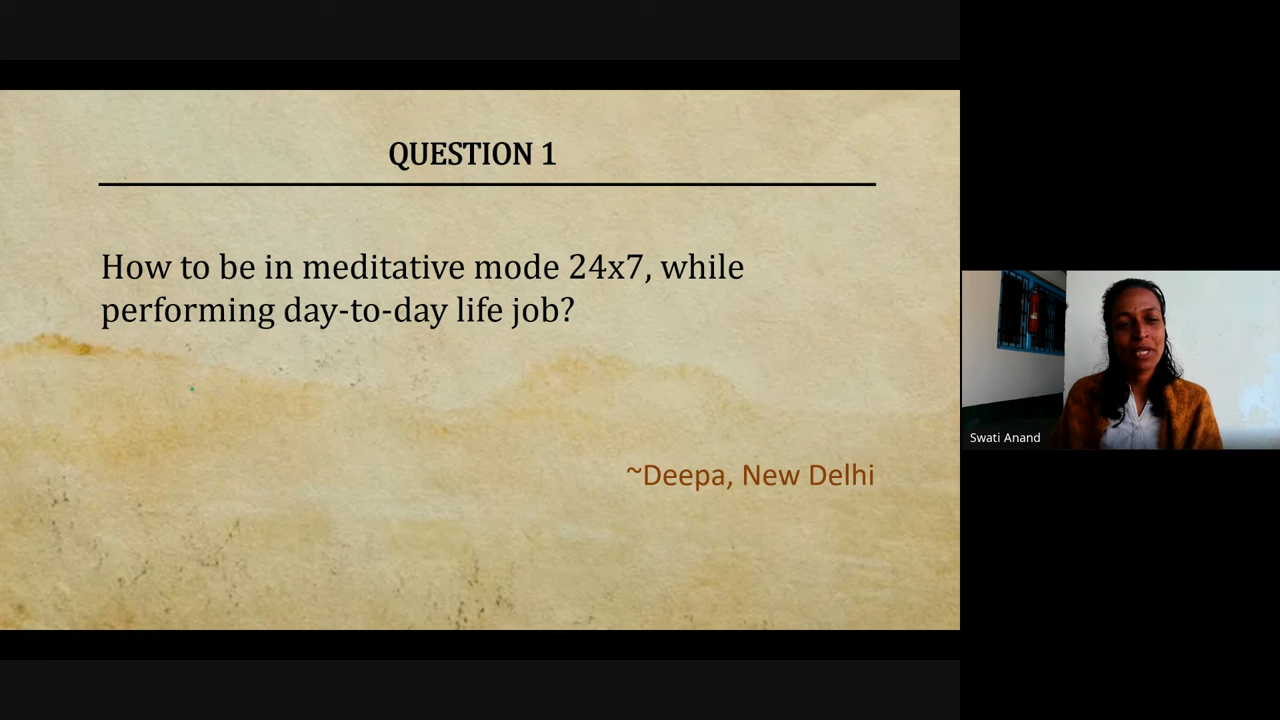 QUESTION 1
How to be in meditative mode 24x7, while
performing day-to-day life job?
~Deepa, New Delhi
Swati Anand